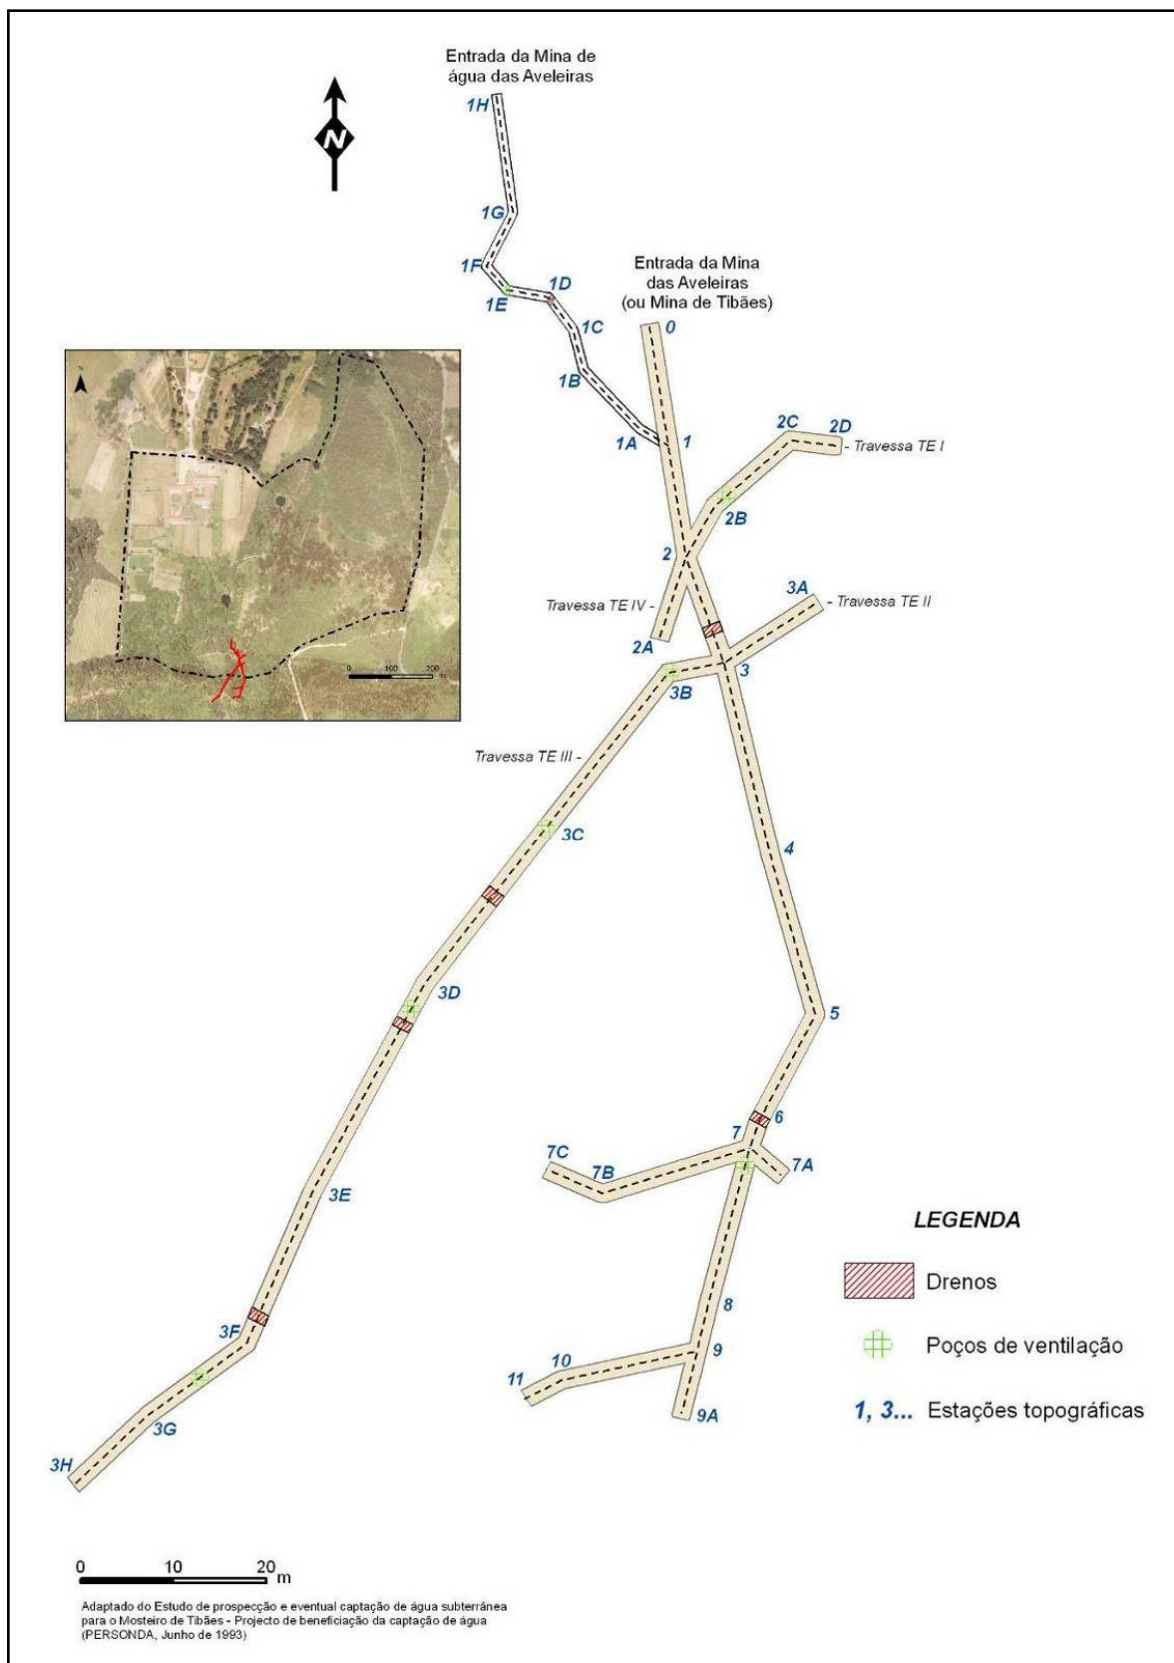 Entrada da Mina de
água das Aveleiras
1H
N
1G
1F
1E
1D
1C
1B
1A
Entrada da Mina
das Aveleiras
(ou Mina de Tibães)
0
1
2C
2D
- Travessa TE I
2B
2
3A
- Travessa TE II
Travessa TE IV -
2A
3
3B
N
0 100 200
m
Travessa TE III -
3C
4
3D
5
6
7
7A
7C
7B
3E
8
3F
9
10
11
9A
3G
3H
LEGENDA
Drenos
Poços de ventilação
1, 3... Estações topográficas
0 10 20
m
Adaptado do Estudo de prospecção e eventual captação de água subterrânea
para o Mosteiro de Tibães - Projecto de beneficiação da captação de água
(PERSONDA, Junho de 1993)